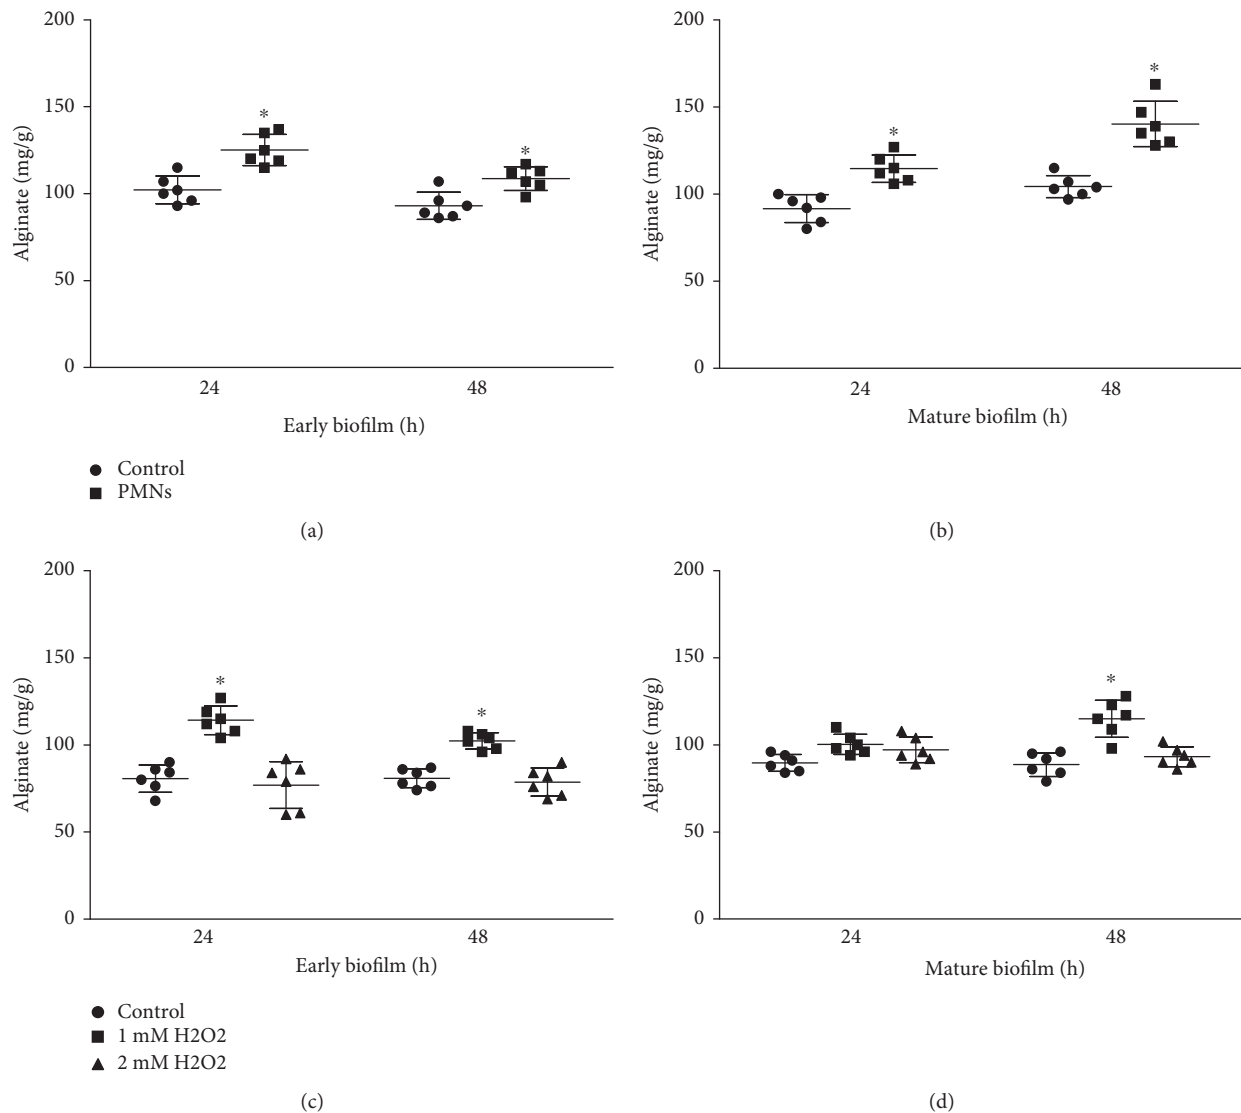 200
150
100
50
0
Alginate (mg/g)
*
*
24
48
Early biofilm (h)
Control
PMNs
(a)
200
150
100
50
0
Alginate (mg/g)
*
*
24
48
Mature biofilm (h)
(b)
200
150
100
50
0
Alginate (mg/g)
*
*
24
48
Early biofilm (h)
Control
1 mM H2O2
2 mM H2O2
(c)
200
150
100
50
0
Alginate (mg/g)
*
24
48
Mature biofilm (h)
(d)